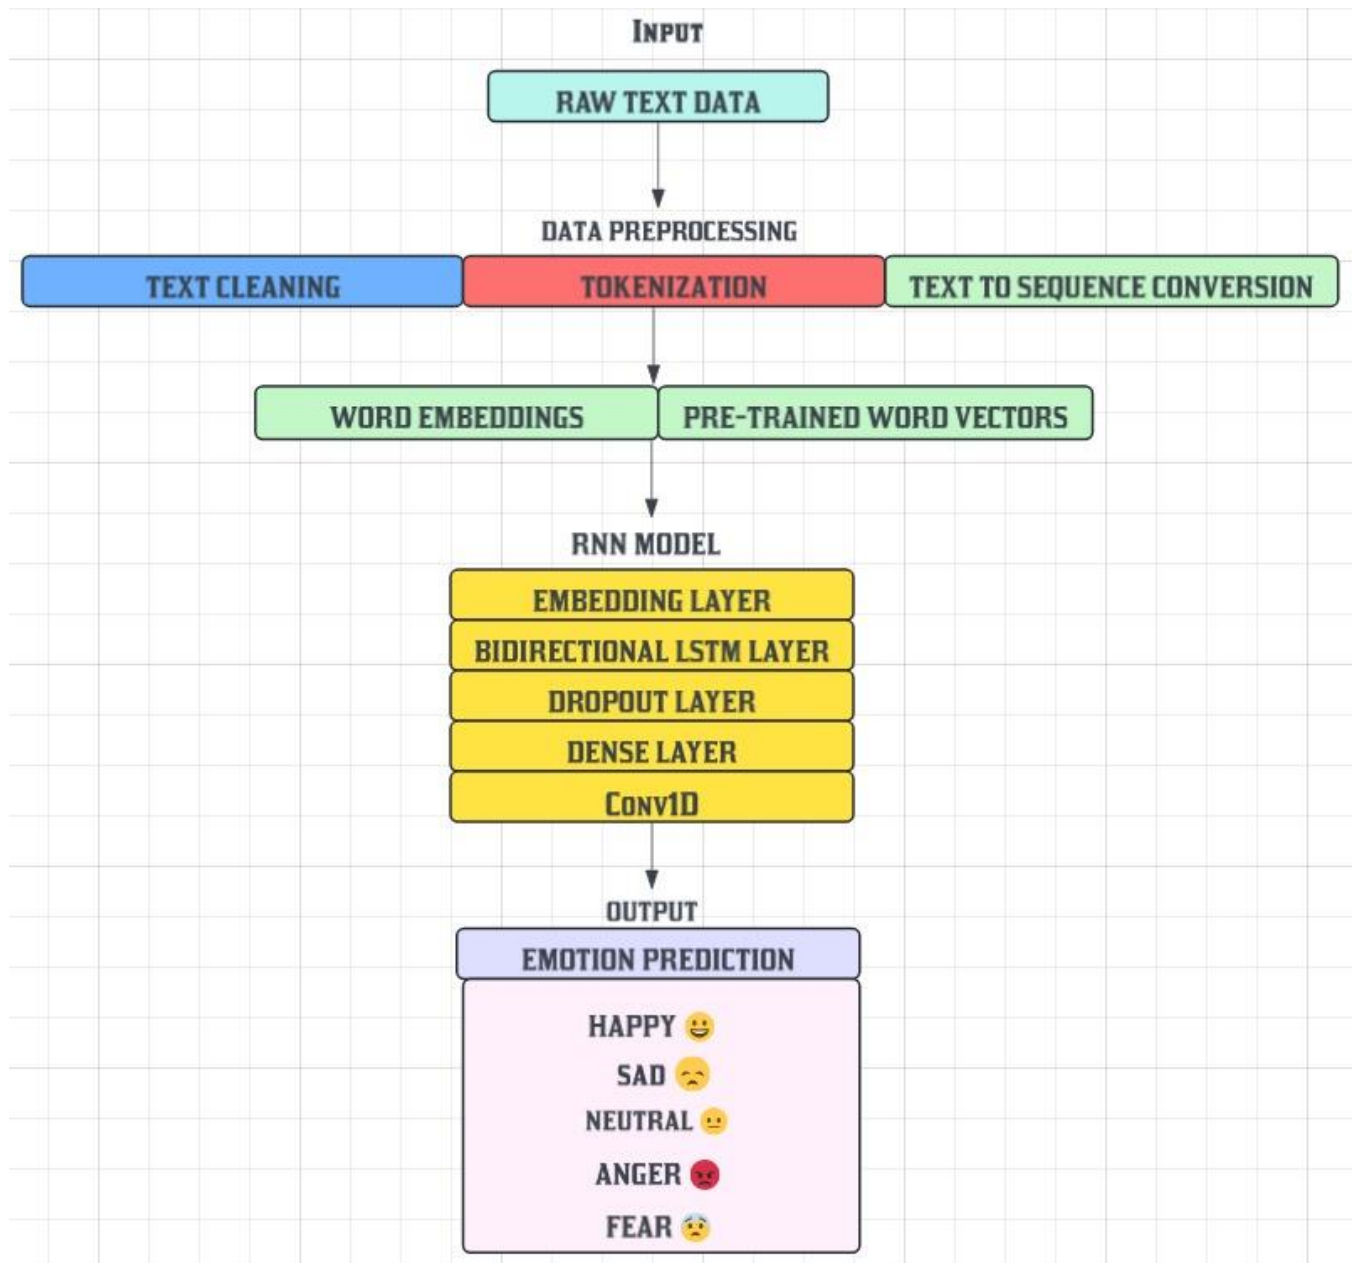 INPUT
RAW TEXT DATA
DATA PREPROCESSING
TEXT CLEANING TOKENIZATION TEXT TO SEQUENCE CONVERSION
WORD EMBEDDINGS PRE-TRAINED WORD VECTORS
RNN MODEL
EMBEDDING LAYER
BIDIRECTIONAL LSTM LAYER
DROPOUT LAYER
DENSE LAYER
Conv1D
OUTPUT
EMOTION PREDICTION
HAPPY 😀
SAD 😞
NEUTRAL 😐
ANGER 😡
FEAR 😰